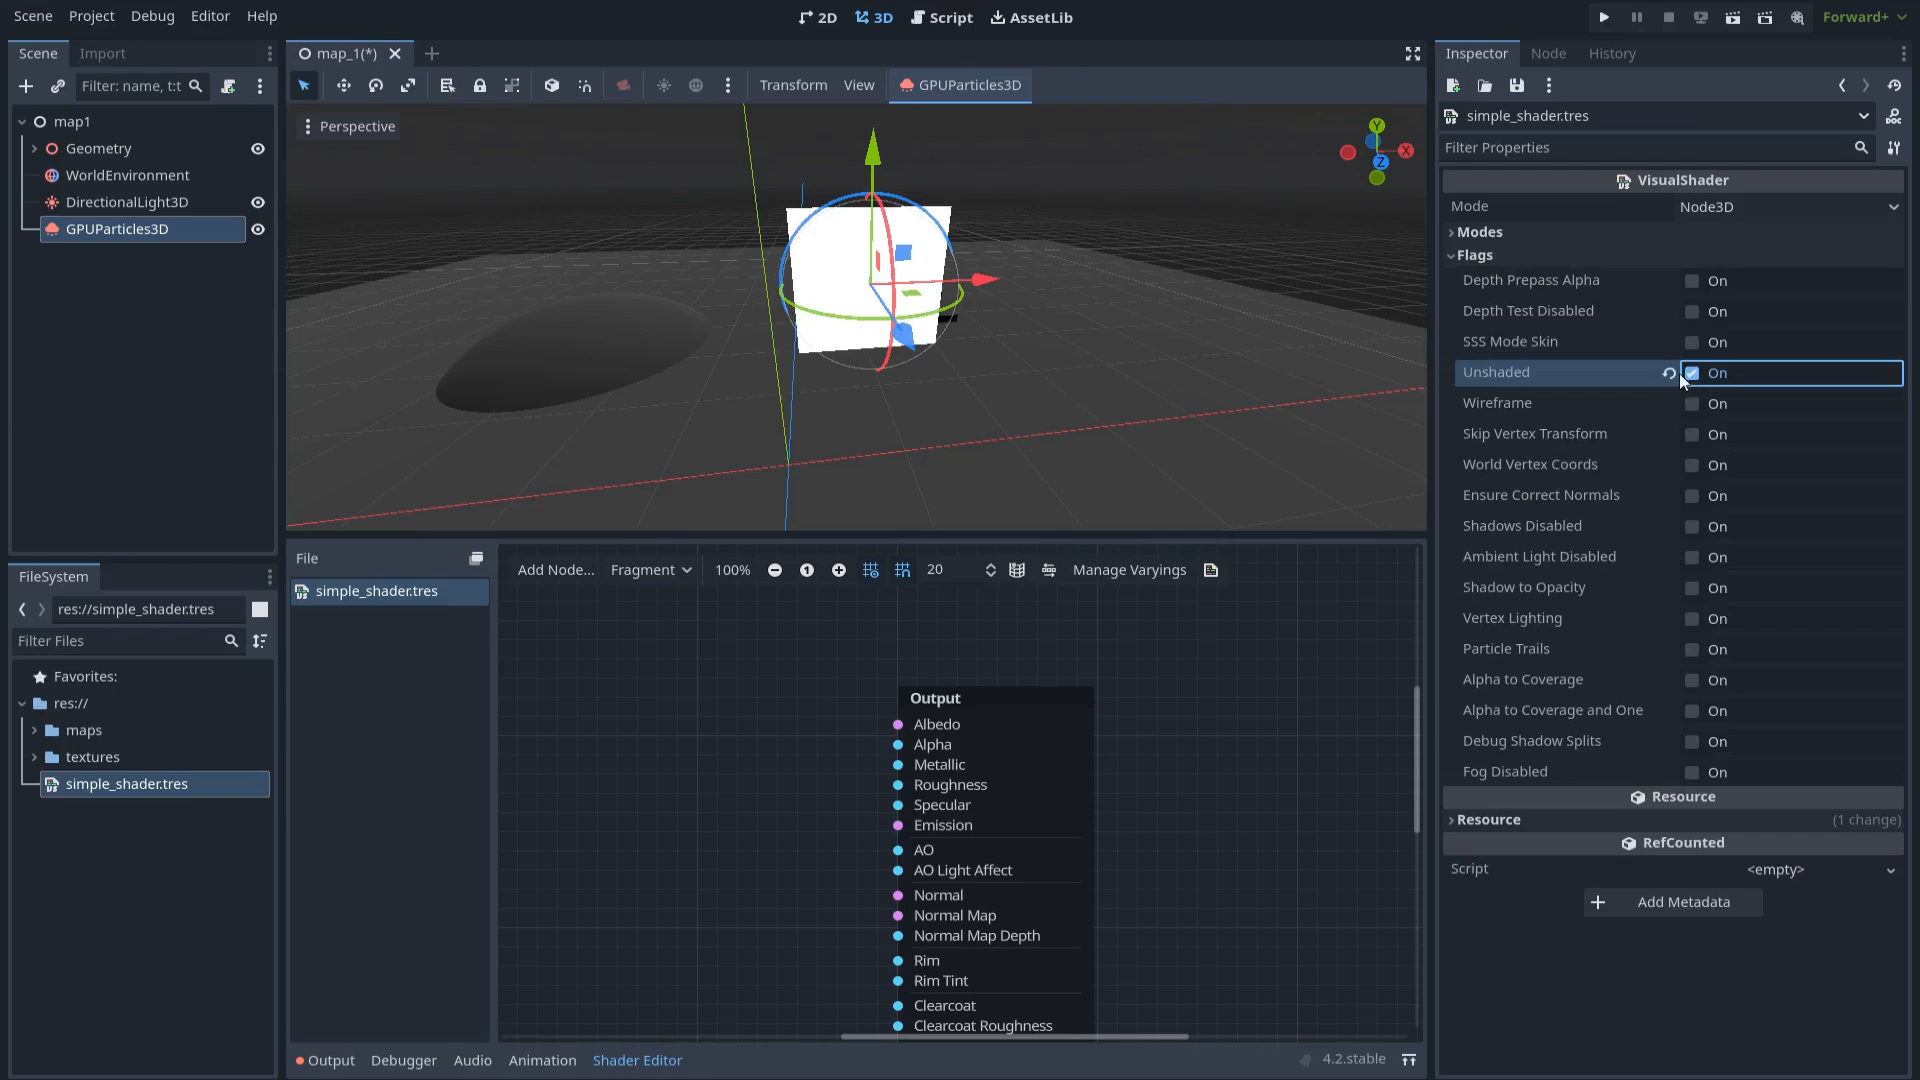 Scene Project Debug Editor Help
2D 3D Script AssetLib
Forward+
Scene Import
Filter: name, t:t
map1
Geometry
WorldEnvironment
DirectionalLight3D
GPUParticles3D
FileSystem
res://simple_shader.tres
Filter Files
Favorites:
res://
maps
textures
simple_shader.tres
map_1(*)
Transform View GPUParticles3D
Perspective
Y
X
Z
File
simple_shader.tres
Add Node... Fragment 100% 1 20 Manage Varyings
Output
Albedo
Alpha
Metallic
Roughness
Specular
Emission
AO
AO Light Affect
Normal
Normal Map
Normal Map Depth
Rim
Rim Tint
Clearcoat
Clearcoat Roughness
Output Debugger Audio Animation Shader Editor 4.2.stable
Inspector Node History
simple_shader.tres
Filter Properties
VisualShader
Mode Node3D
Modes
Flags
Depth Prepass Alpha On
Depth Test Disabled On
SSS Mode Skin On
Unshaded On
Wireframe On
Skip Vertex Transform On
World Vertex Coords On
Ensure Correct Normals On
Shadows Disabled On
Ambient Light Disabled On
Shadow to Opacity On
Vertex Lighting On
Particle Trails On
Alpha to Coverage On
Alpha to Coverage and One On
Debug Shadow Splits On
Fog Disabled On
Resource
Resource (1 change)
RefCounted
Script <empty>
Add Metadata